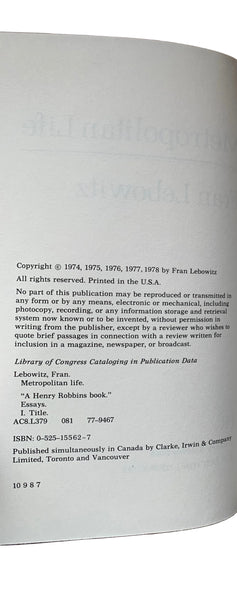 Metropolitan Life
Fran Lebowitz
Copyright © 1974, 1975, 1976, 1977, 1978 by Fran Lebowitz
All rights reserved. Printed in the U.S.A.
No part of this publication may be reproduced or transmitted in
any form or by any means, electronic or mechanical, including
photocopy, recording, or any information storage and retrieval
system now known or to be invented, without permission in
writing from the publisher, except by a reviewer who wishes to
quote brief passages in connection with a review written for
inclusion in a magazine, newspaper, or broadcast.
Library of Congress Cataloging in Publication Data
Lebowitz, Fran.
Metropolitan life.
"A Henry Robbins book."
Essays.
I. Title.
AC8.L379 081 77-9467
ISBN: 0-525-15562-7
Published simultaneously in Canada by Clarke, Irwin & Company
Limited, Toronto and Vancouver
10 9 8 7